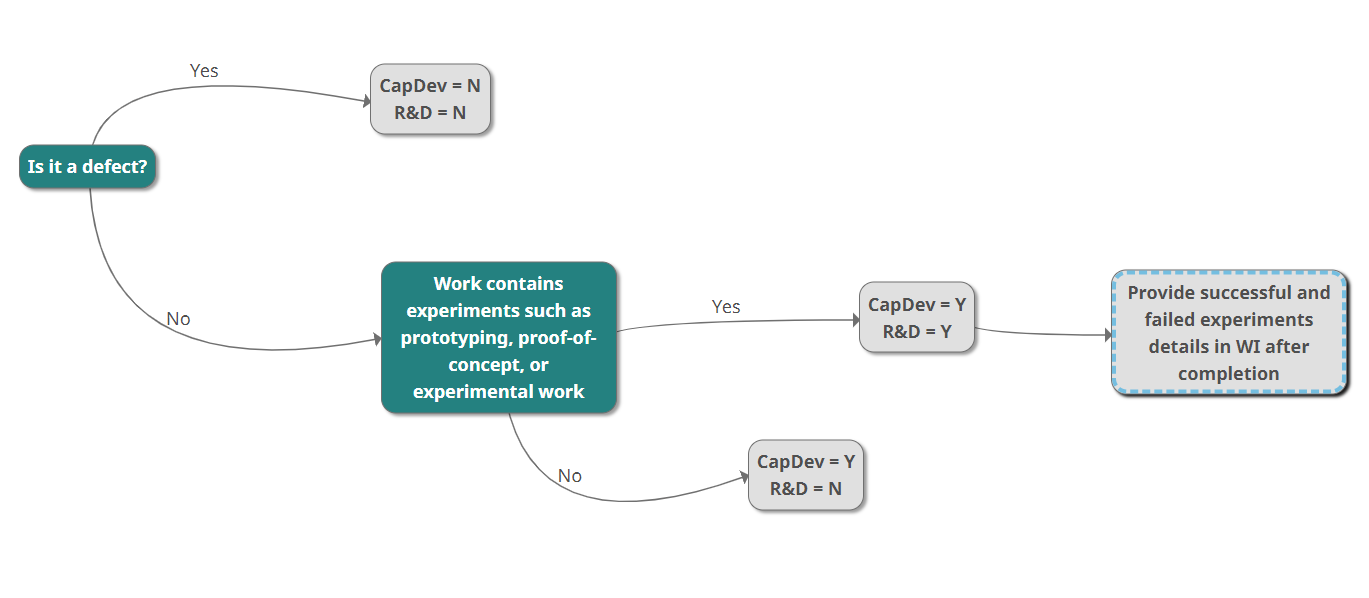 Yes
CapDev = N
R&D = N
Is it a defect?
No
Work contains
experiments such as
prototyping, proof-of-
concept, or
experimental work
Yes
CapDev = Y
R&D = Y
Provide successful and
failed experiments
details in WI after
completion
No
CapDev = Y
R&D = N